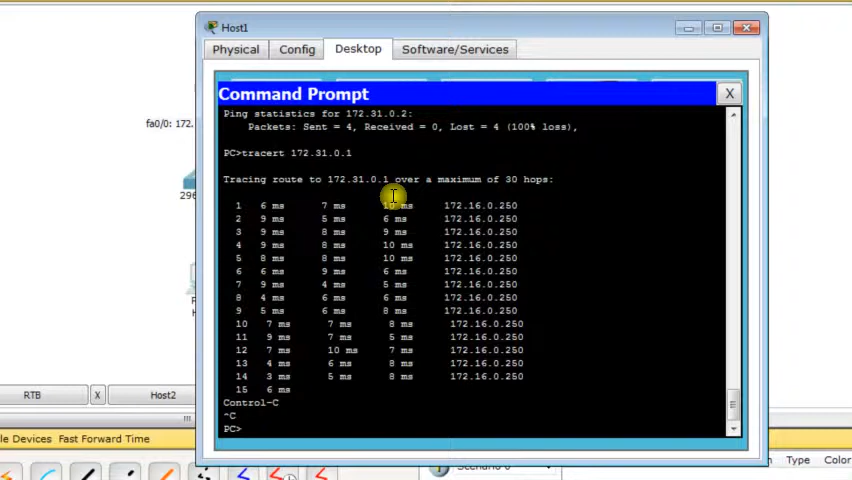 Host1
Physical Config Desktop Software/Services
Command Prompt X
Ping statistics for 172.31.0.2:
Packets: Sent = 4, Received = 0, Lost = 4 (100% loss),
PC>tracert 172.31.0.1
Tracing route to 172.31.0.1 over a maximum of 30 hops:
1 6 ms 7 ms 10 ms 172.16.0.250
2 9 ms 5 ms 6 ms 172.16.0.250
3 9 ms 8 ms 9 ms 172.16.0.250
4 9 ms 8 ms 10 ms 172.16.0.250
5 8 ms 8 ms 10 ms 172.16.0.250
6 6 ms 9 ms 6 ms 172.16.0.250
7 9 ms 4 ms 5 ms 172.16.0.250
8 4 ms 6 ms 6 ms 172.16.0.250
9 5 ms 6 ms 8 ms 172.16.0.250
10 7 ms 7 ms 8 ms 172.16.0.250
11 9 ms 7 ms 5 ms 172.16.0.250
12 7 ms 10 ms 7 ms 172.16.0.250
13 4 ms 6 ms 8 ms 172.16.0.250
14 3 ms 5 ms 8 ms 172.16.0.250
15 6 ms
Control-C
^C
PC>
fa0/0: 172.
296
RTB X Host2
le Devices Fast Forward Time
Scenario 0
Type Color